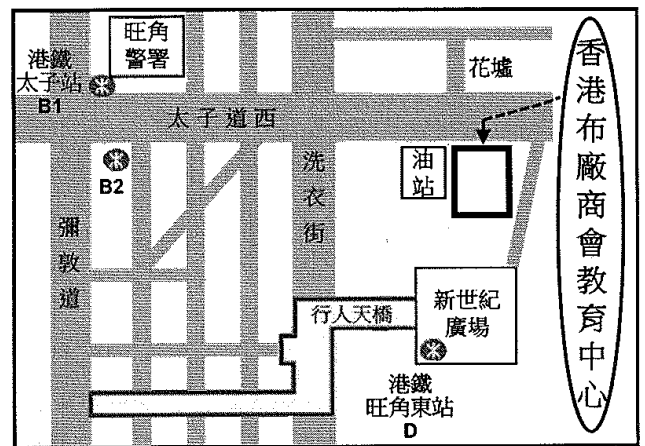 旺角
警署
港鐵
太子站
B1
花墟
太子道西
油站
洗衣街
B2
彌敦道
行人天橋
新世紀
廣場
港鐵
旺角東站
D
香港布廠商會教育中心